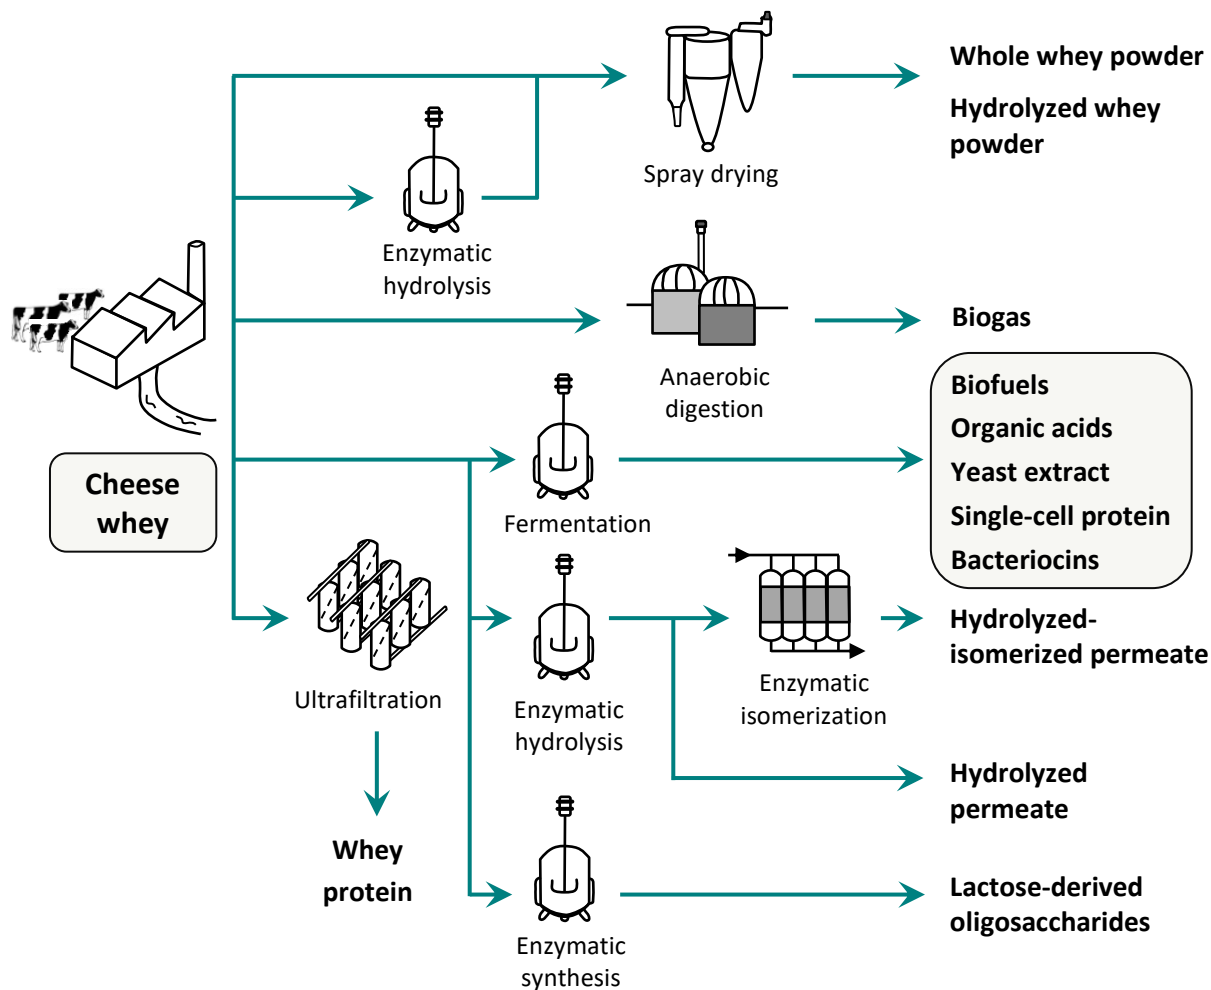 Whole whey powder
Hydrolyzed whey
powder
Spray drying
Enzymatic
hydrolysis
Biogas
Anaerobic
digestion
Biofuels
Organic acids
Yeast extract
Single-cell protein
Bacteriocins
Cheese
whey
Fermentation
Hydrolyzed-
isomerized permeate
Ultrafiltration
Enzymatic
hydrolysis
Enzymatic
isomerization
Hydrolyzed
permeate
Whey
protein
Lactose-derived
oligosaccharides
Enzymatic
synthesis